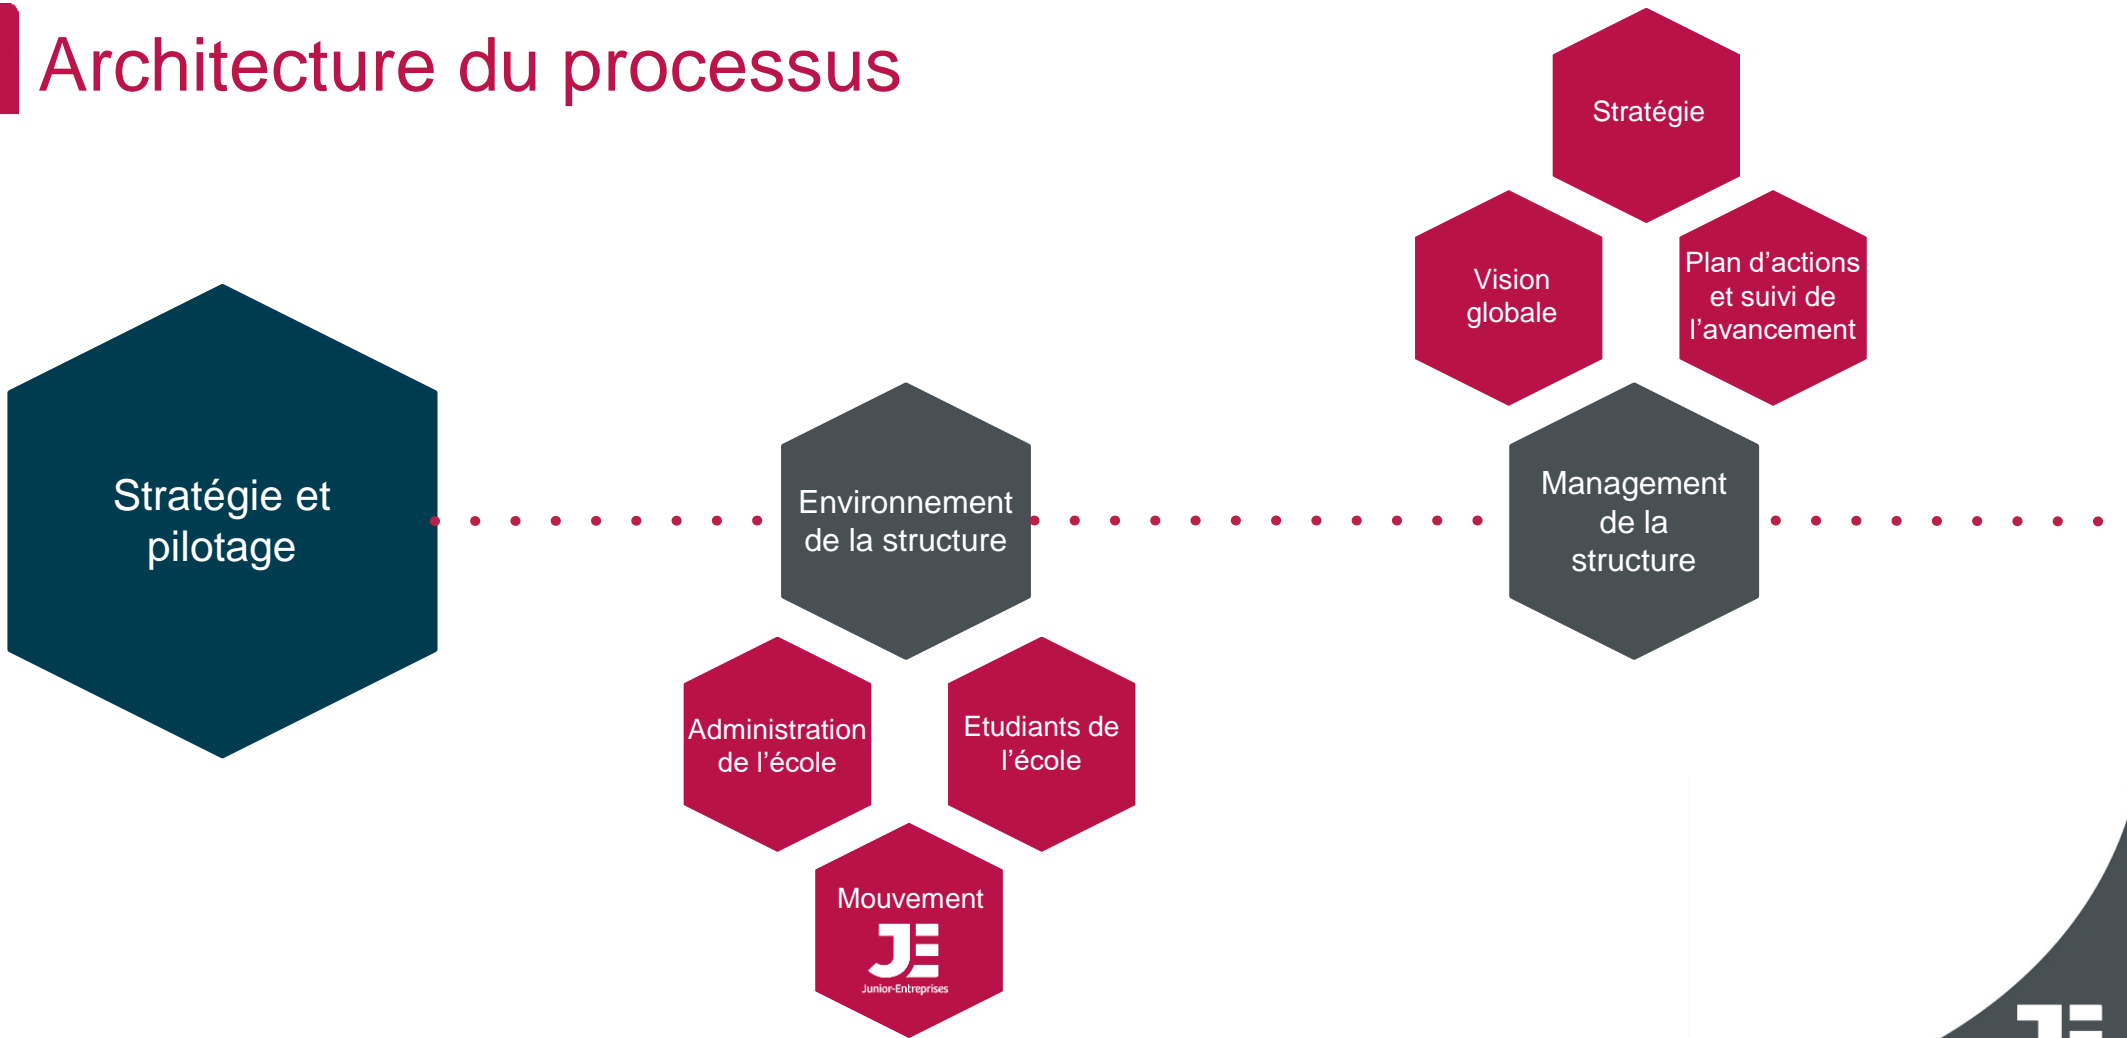 Architecture du processus
Stratégie
Vision
globale
Plan d’actions
et suivi de
l’avancement
Stratégie et
pilotage
Environnement
de la structure
Management
de la
structure
Administration
de l’école
Etudiants de
l’école
Mouvement
JE
Junior-Entreprises
JE